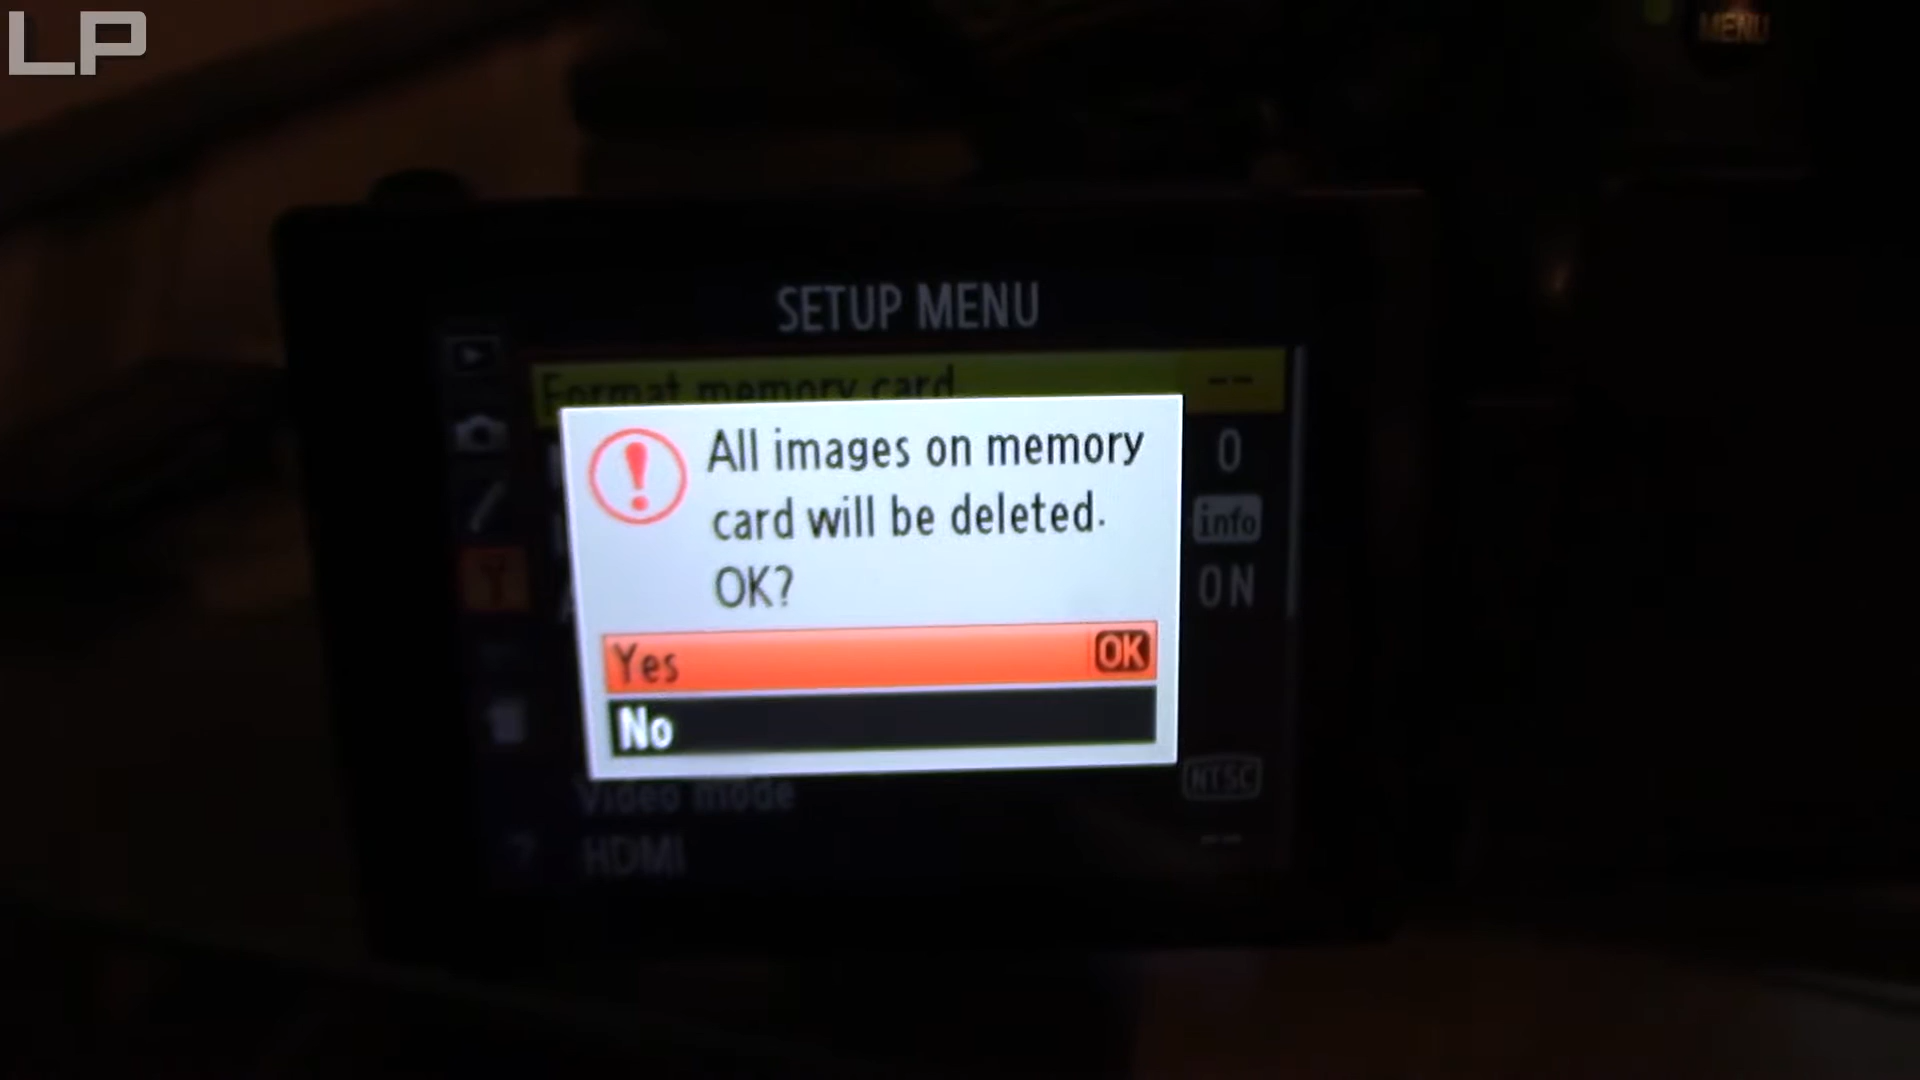 LP
MENU
SETUP MENU
Format memory card --
All images on memory
card will be deleted.
OK?
0
info
ON
Yes OK
No
Video mode NTSC
HDMI --
?